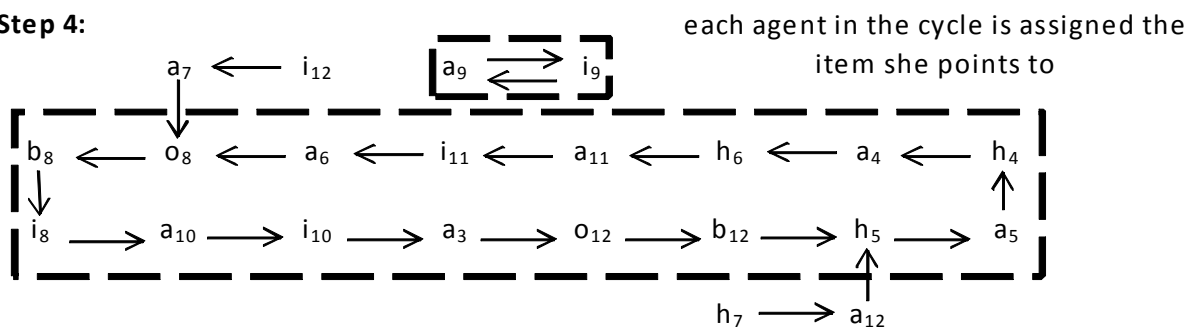 Step 4:
each agent in the cycle is assigned the
item she points to
a₇ i₁₂ a₉ i₉
b₈ o₈ a₆ i₁₁ a₁₁ h₆ a₄ h₄
i₈ a₁₀ i₁₀ a₃ o₁₂ b₁₂ h₅ a₅
h₇ a₁₂